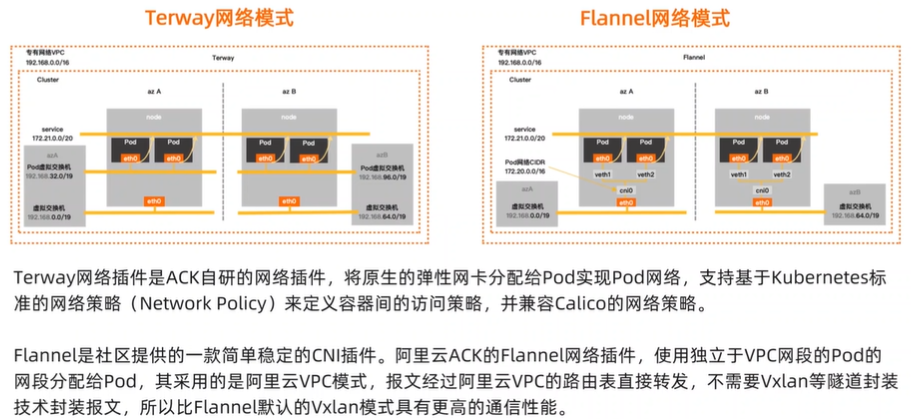 Terway网络模式
专有网络VPC
192.168.0.0/16
Terway
Cluster
az A
az B
node
node
service
172.21.0.0/20
Pod
Pod
Pod
Pod
eth0
eth0
eth0
eth0
azA
Pod虚拟交换机
192.168.32.0/19
azB
Pod虚拟交换机
192.168.96.0/19
虚拟交换机
192.168.0.0/19
eth0
eth0
虚拟交换机
192.168.64.0/19
Flannel网络模式
专有网络VPC
192.168.0.0/16
Flannel
Cluster
az A
az B
node
node
service
172.21.0.0/20
Pod
Pod
Pod
Pod
eth0
eth0
eth0
eth0
Pod网络CIDR
172.20.0.0/16
veth1
veth2
veth1
veth2
cni0
cni0
azA
虚拟交换机
192.168.0.0/19
eth0
eth0
azB
虚拟交换机
192.168.64.0/19
Terway网络插件是ACK自研的网络插件，将原生的弹性网卡分配给Pod实现Pod网络，支持基于Kubernetes标
准的网络策略（Network Policy）来定义容器间的访问策略，并兼容Calico的网络策略。
Flannel是社区提供的一款简单稳定的CNI插件。阿里云ACK的Flannel网络插件，使用独立于VPC网段的Pod的
网段分配给Pod，其采用的是阿里云VPC模式，报文经过阿里云VPC的路由表直接转发，不需要Vxlan等隧道封装
技术封装报文，所以比Flannel默认的Vxlan模式具有更高的通信性能。